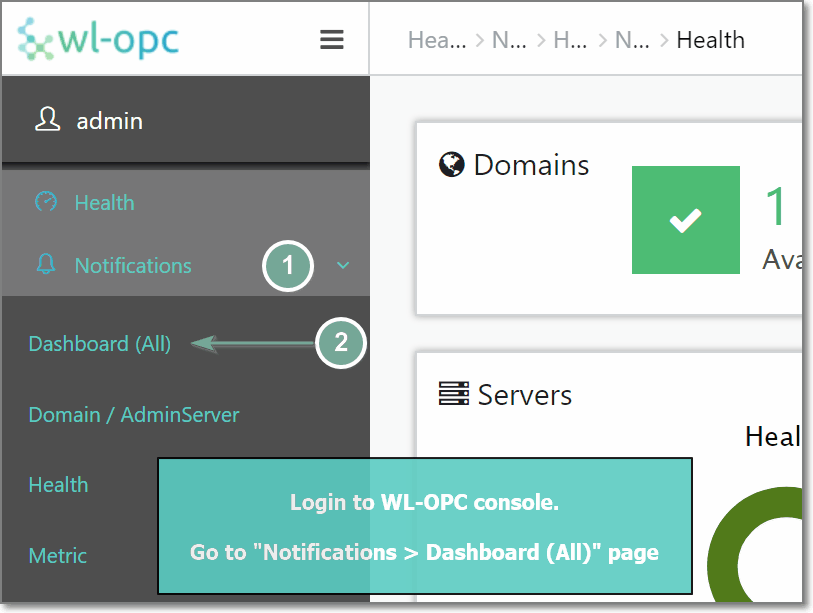 wl-opc
Hea... > N... > H... > N... > Health
admin
Health
Notifications
1
Dashboard (All)
2
Domain / AdminServer
Health
Metric
Domains
1
Ava
Servers
Heal
Login to WL-OPC console.
Go to "Notifications > Dashboard (All)" page